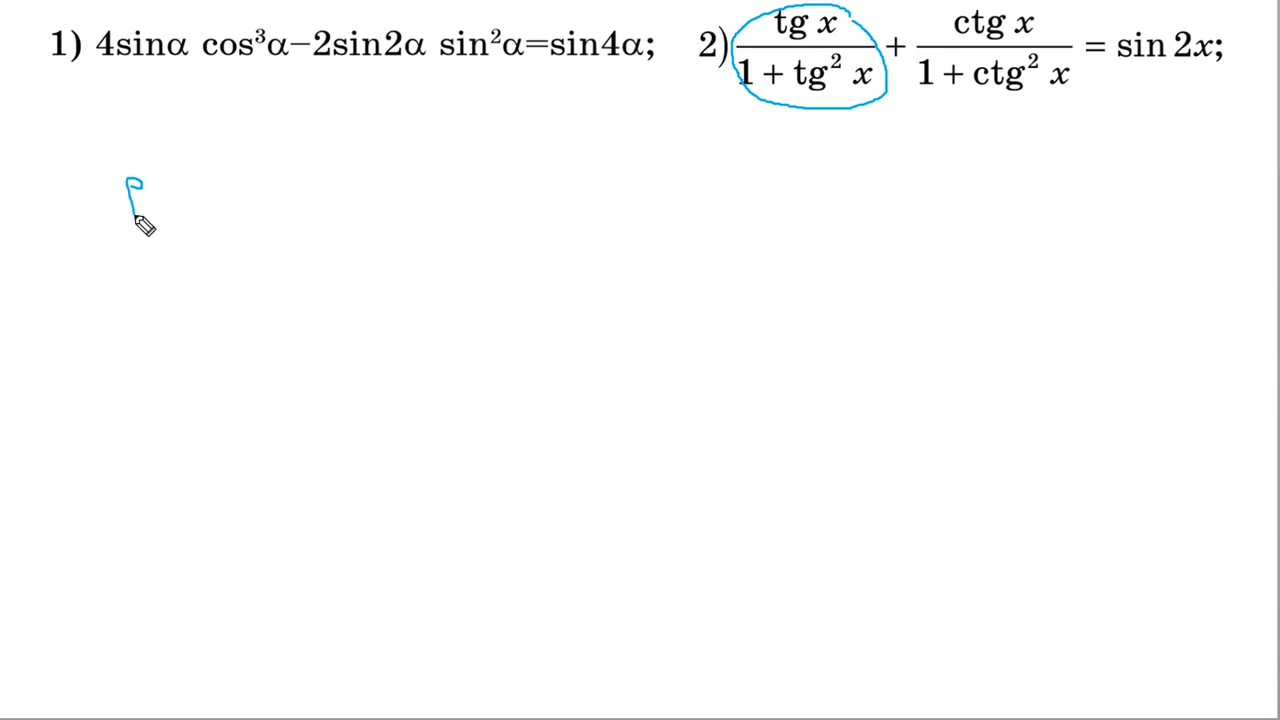 1) 4sinα cos³α−2sin2α sin²α=sin4α; 2) tg x / (1 + tg² x) + ctg x / (1 + ctg² x) = sin 2x;